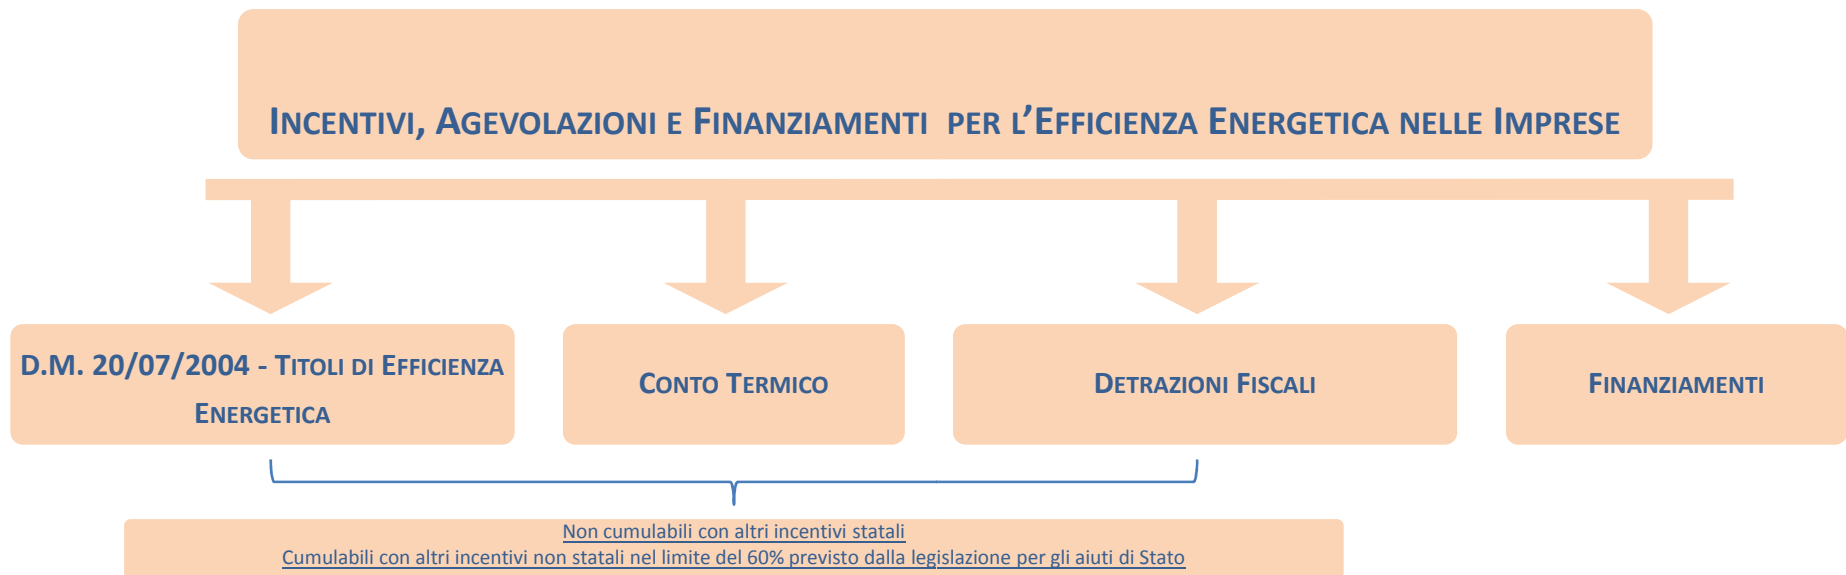 INCENTIVI, AGEVOLAZIONI E FINANZIAMENTI PER L'EFFICIENZA ENERGETICA NELLE IMPRESE
D.M. 20/07/2004 - TITOLI DI EFFICIENZA
ENERGETICA
CONTO TERMICO
DETRAZIONI FISCALI
FINANZIAMENTI
Non cumulabili con altri incentivi statali
Cumulabili con altri incentivi non statali nel limite del 60% previsto dalla legislazione per gli aiuti di Stato